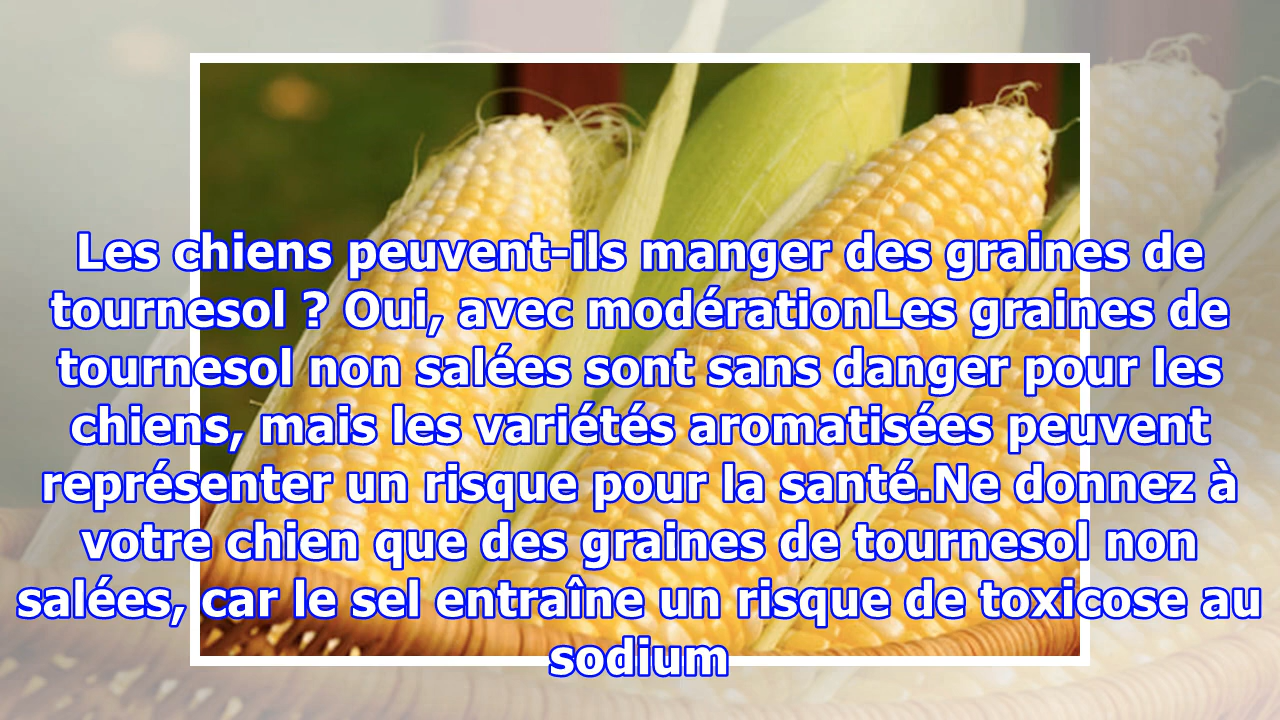 Les chiens peuvent-ils manger des graines de
tournesol ? Oui, avec modérationLes graines de
tournesol non salées sont sans danger pour les
chiens, mais les variétés aromatisées peuvent
représenter un risque pour la santé.Ne donnez à
votre chien que des graines de tournesol non
salées, car le sel entraîne un risque de toxicose au
sodium